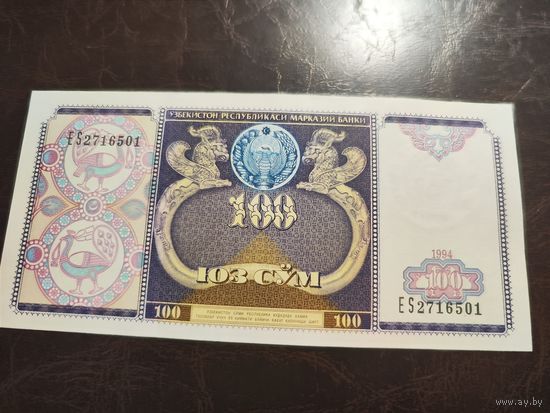 ЎЗБЕКИСТОН РЕСПУБЛИКАСИ МАРКАЗИЙ БАНКИ
ES2716501
100
ЮЗ СЎМ
1994
100
ES2716501
100
100
www.ay.by